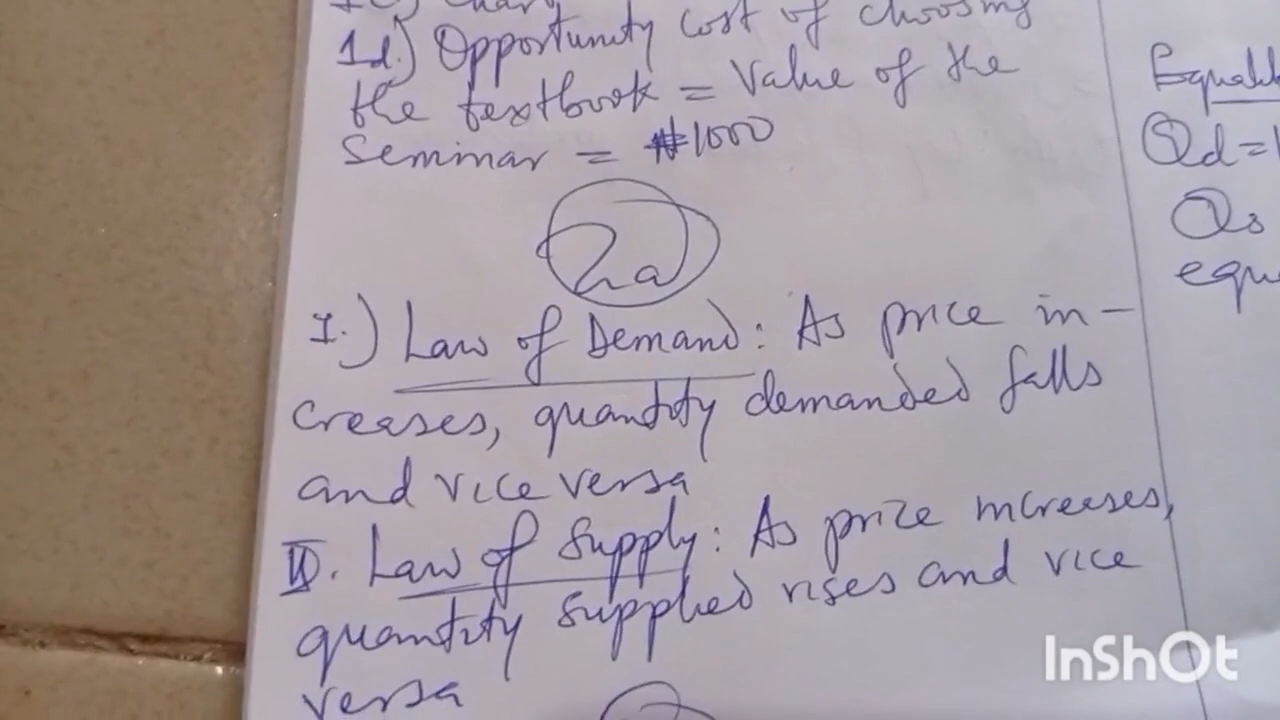 1d.) Opportunity cost of choosing
the textbook = Value of the
Seminar = ₦1000
2a
I.) Law of Demand: As price in-
creases, quantity demanded falls
and vice versa
II. Law of Supply: As price increases,
quantity supplied rises and vice
versa
Qd =
Qs
InShOt